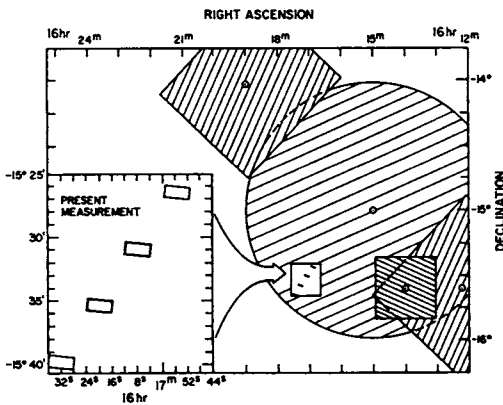 RIGHT ASCENSION
16hr 24m 21m 18m 15m 16hr 12m
-14°
-15°
-16°
DECLINATION
-15° 25'
PRESENT
MEASUREMENT
30'
35'
-15° 40'
32s 24s 16s 8s 17m 52s 44s
16hr